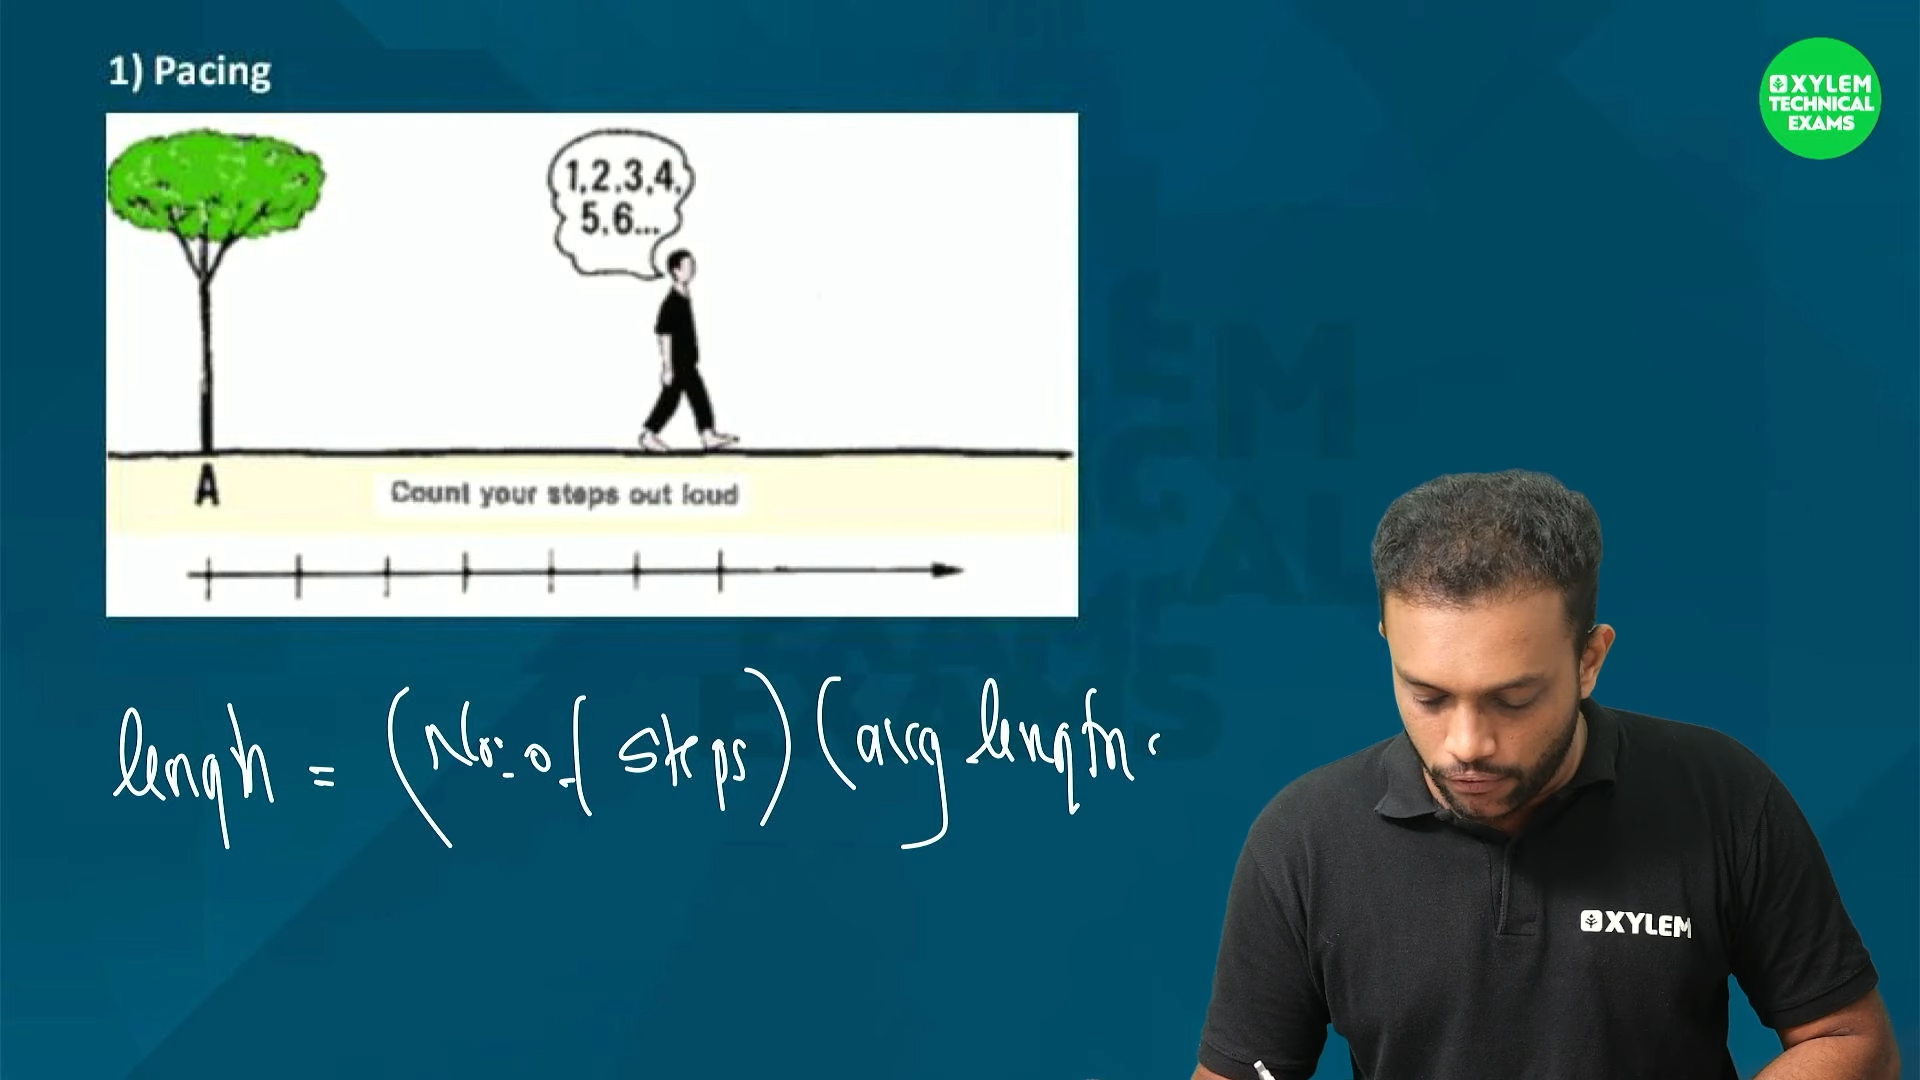 1) Pacing
XYLEM
TECHNICAL
EXAMS
1,2,3,4,
5,6...
A
Count your steps out loud
lengh = (No: of steps) (avg length
XYLEM